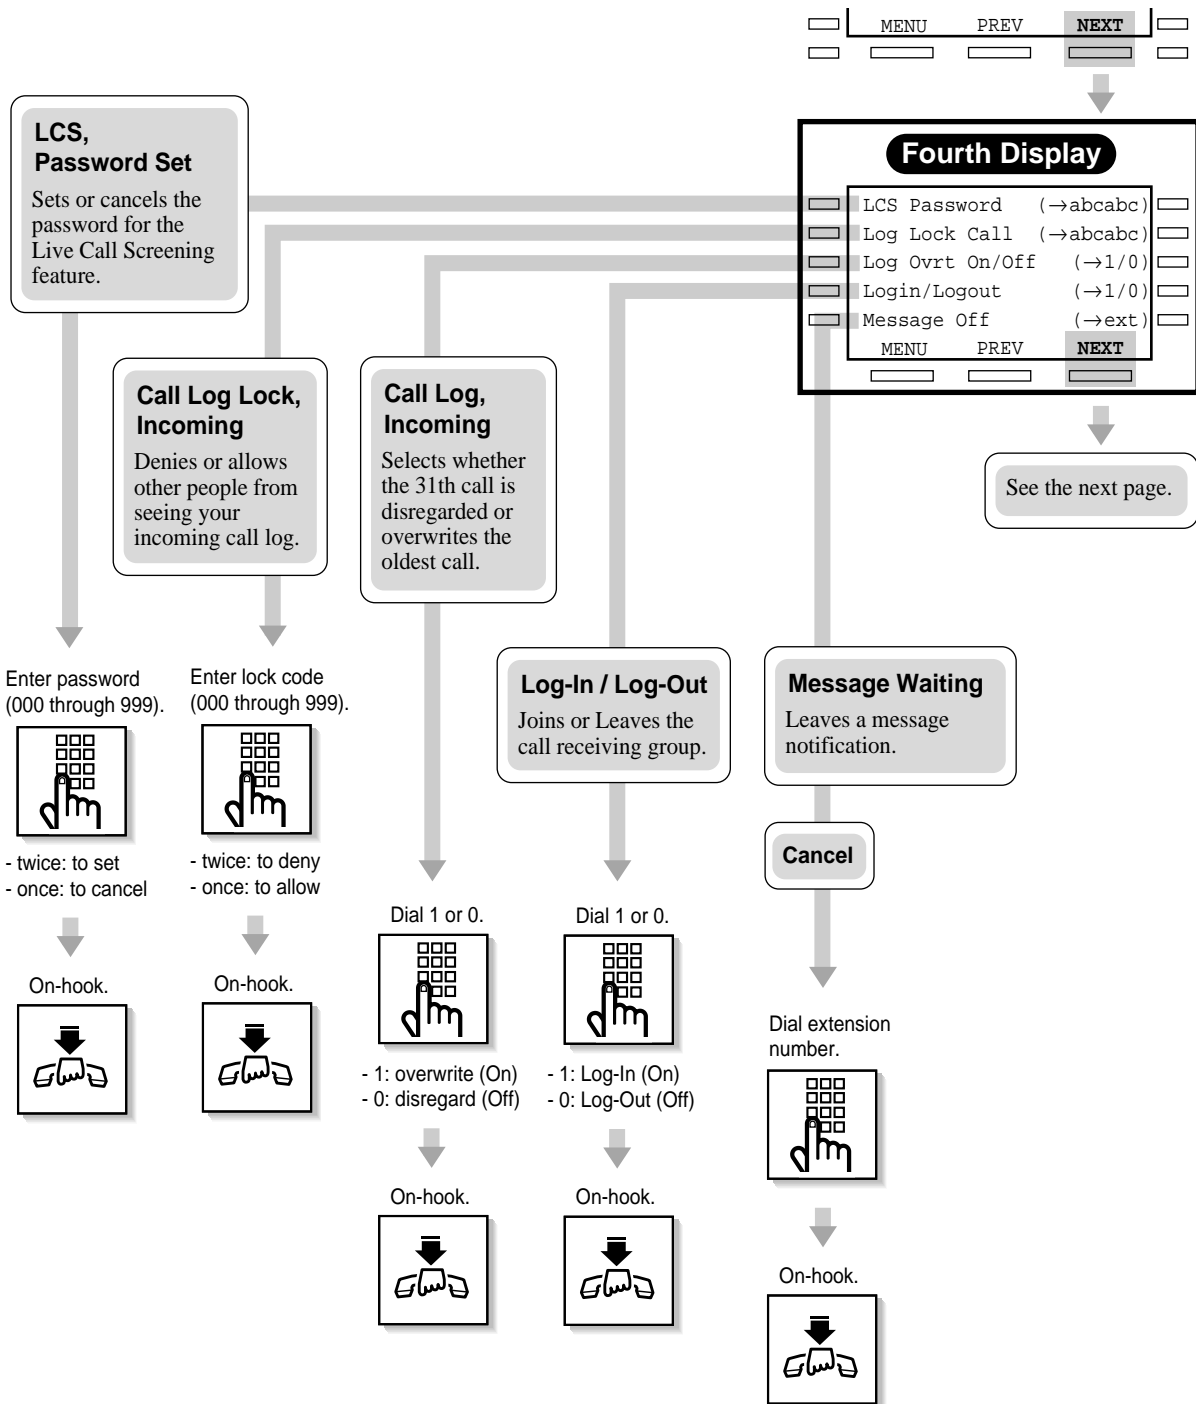 MENU PREV NEXT
Fourth Display
LCS Password (→abcabc)
Log Lock Call (→abcabc)
Log Ovrt On/Off (→1/0)
Login/Logout (→1/0)
Message Off (→ext)
MENU PREV NEXT
See the next page.
LCS,
Password Set
Sets or cancels the
password for the
Live Call Screening
feature.
Call Log Lock,
Incoming
Denies or allows
other people from
seeing your
incoming call log.
Call Log,
Incoming
Selects whether
the 31th call is
disregarded or
overwrites the
oldest call.
Log-In / Log-Out
Joins or Leaves the
call receiving group.
Message Waiting
Leaves a message
notification.
Cancel
Enter password
(000 through 999).
- twice: to set
- once: to cancel
On-hook.
Enter lock code
(000 through 999).
- twice: to deny
- once: to allow
On-hook.
Dial 1 or 0.
- 1: overwrite (On)
- 0: disregard (Off)
On-hook.
Dial 1 or 0.
- 1: Log-In (On)
- 0: Log-Out (Off)
On-hook.
Dial extension
number.
On-hook.